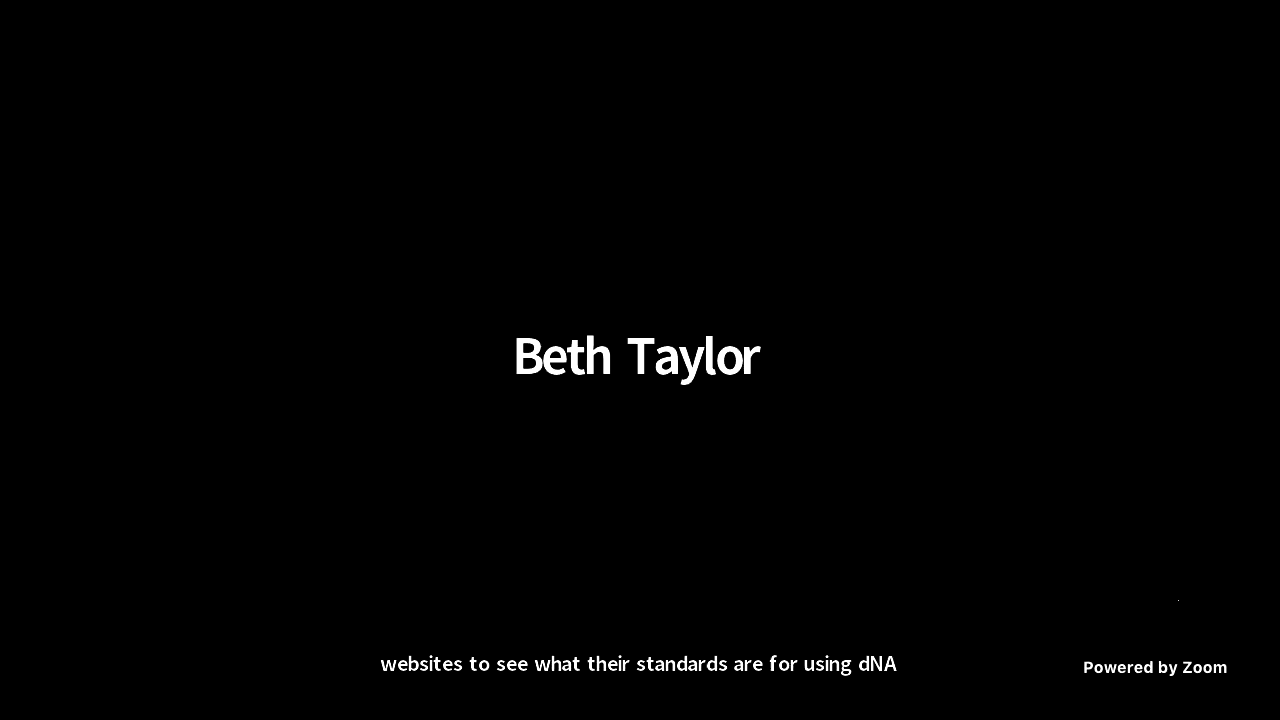 Beth Taylor
websites to see what their standards are for using dNA
Powered by Zoom